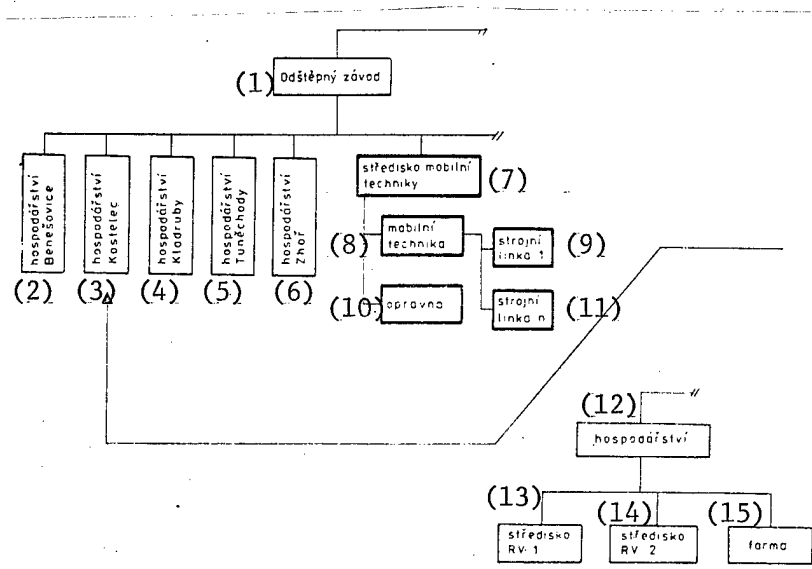 (1) Odštěpný závod
hospodářství
Benešovice
(2)
hospodářství
Kostelec
(3)
hospodářství
Kladruby
(4)
hospodářství
Tuněchody
(5)
hospodářství
Zhoř
(6)
středisko mobilní
techniky
(7)
(8)
mobilní
technika
strojní
linka 1
(9)
(10)
opravna
strojní
linka n
(11)
(12)
hospodářství
(13)
středisko
RV 1
(14)
středisko
RV 2
(15)
farma